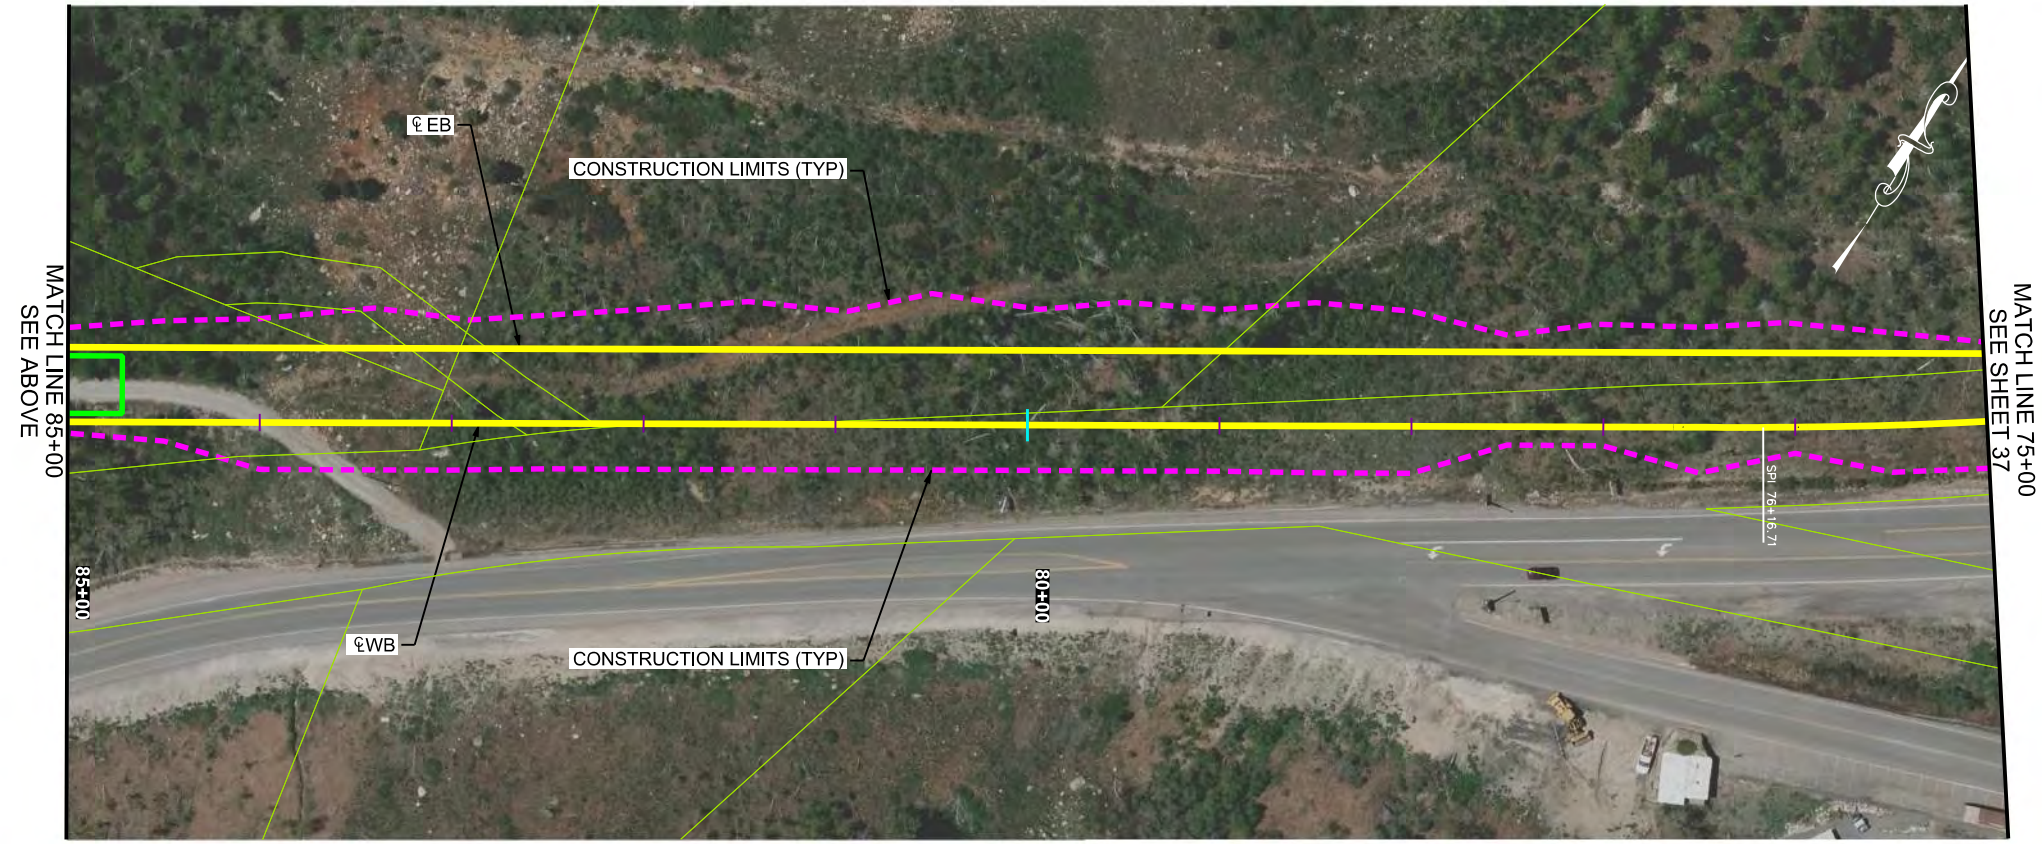 ℄ EB
CONSTRUCTION LIMITS (TYP)
MATCH LINE 85+00
SEE ABOVE
MATCH LINE 75+00
SEE SHEET 37
SPI 76+16.71
85+00
80+00
℄ WB
CONSTRUCTION LIMITS (TYP)